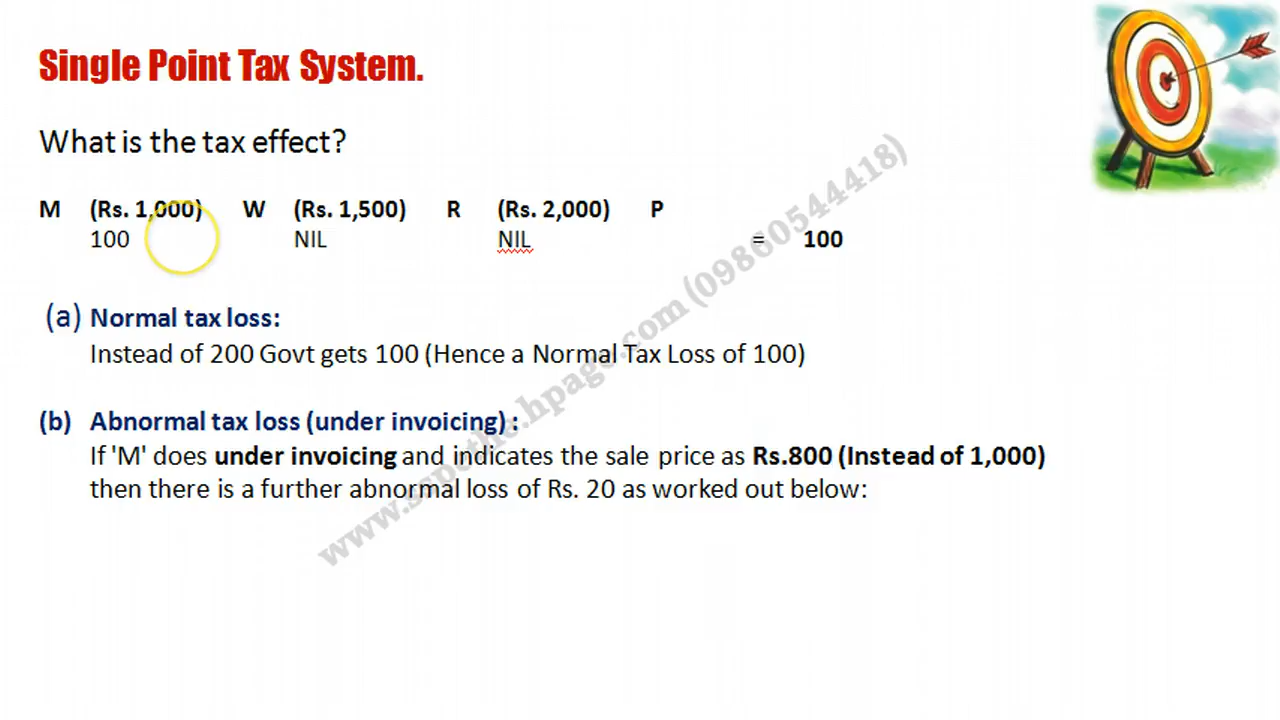 Single Point Tax System.
What is the tax effect?
M (Rs. 1,000) W (Rs. 1,500) R (Rs. 2,000) P
100 NIL NIL = 100
(a) Normal tax loss:
Instead of 200 Govt gets 100 (Hence a Normal Tax Loss of 100)
(b) Abnormal tax loss (under invoicing) :
If 'M' does under invoicing and indicates the sale price as Rs.800 (Instead of 1,000)
then there is a further abnormal loss of Rs. 20 as worked out below: